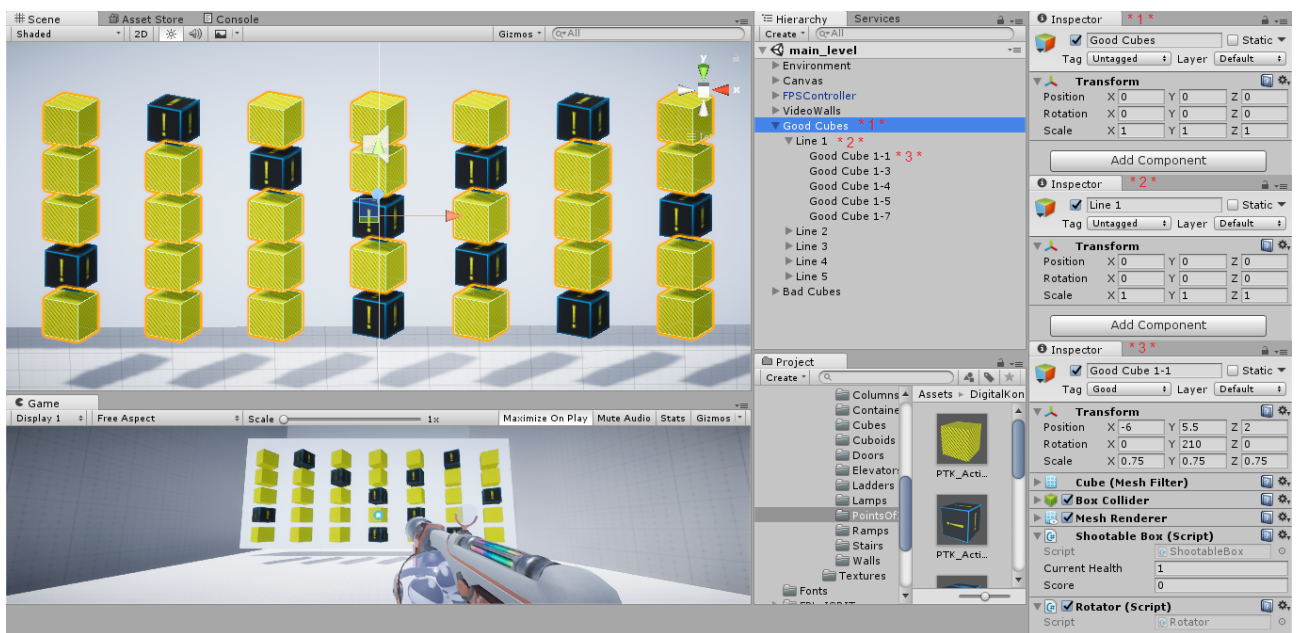 Scene Asset Store Console
Shaded 2D Gizmos All
y
x
Game
Display 1 Free Aspect Scale 1x Maximize On Play Mute Audio Stats Gizmos
Hierarchy Services
Create All
main_level
Environment
Canvas
FPSController
VideoWalls
Good Cubes *1*
Line 1 *2*
Good Cube 1-1 *3*
Good Cube 1-3
Good Cube 1-4
Good Cube 1-5
Good Cube 1-7
Line 2
Line 3
Line 4
Line 5
Bad Cubes
Project
Create
Columns
Containe
Cubes
Cuboids
Doors
Elevators
Ladders
Lamps
PointsOf
Ramps
Stairs
Walls
Textures
Fonts
Assets DigitalKon
PTK_Acti...
PTK_Acti...
Inspector *1*
Good Cubes Static
Tag Untagged Layer Default
Transform
Position X 0 Y 0 Z 0
Rotation X 0 Y 0 Z 0
Scale X 1 Y 1 Z 1
Add Component
Inspector *2*
Line 1 Static
Tag Untagged Layer Default
Transform
Position X 0 Y 0 Z 0
Rotation X 0 Y 0 Z 0
Scale X 1 Y 1 Z 1
Add Component
Inspector *3*
Good Cube 1-1 Static
Tag Good Layer Default
Transform
Position X -6 Y 5.5 Z 2
Rotation X 0 Y 210 Z 0
Scale X 0.75 Y 0.75 Z 0.75
Cube (Mesh Filter)
Box Collider
Mesh Renderer
Shootable Box (Script)
Script ShootableBox
Current Health 1
Score 0
Rotator (Script)
Script Rotator